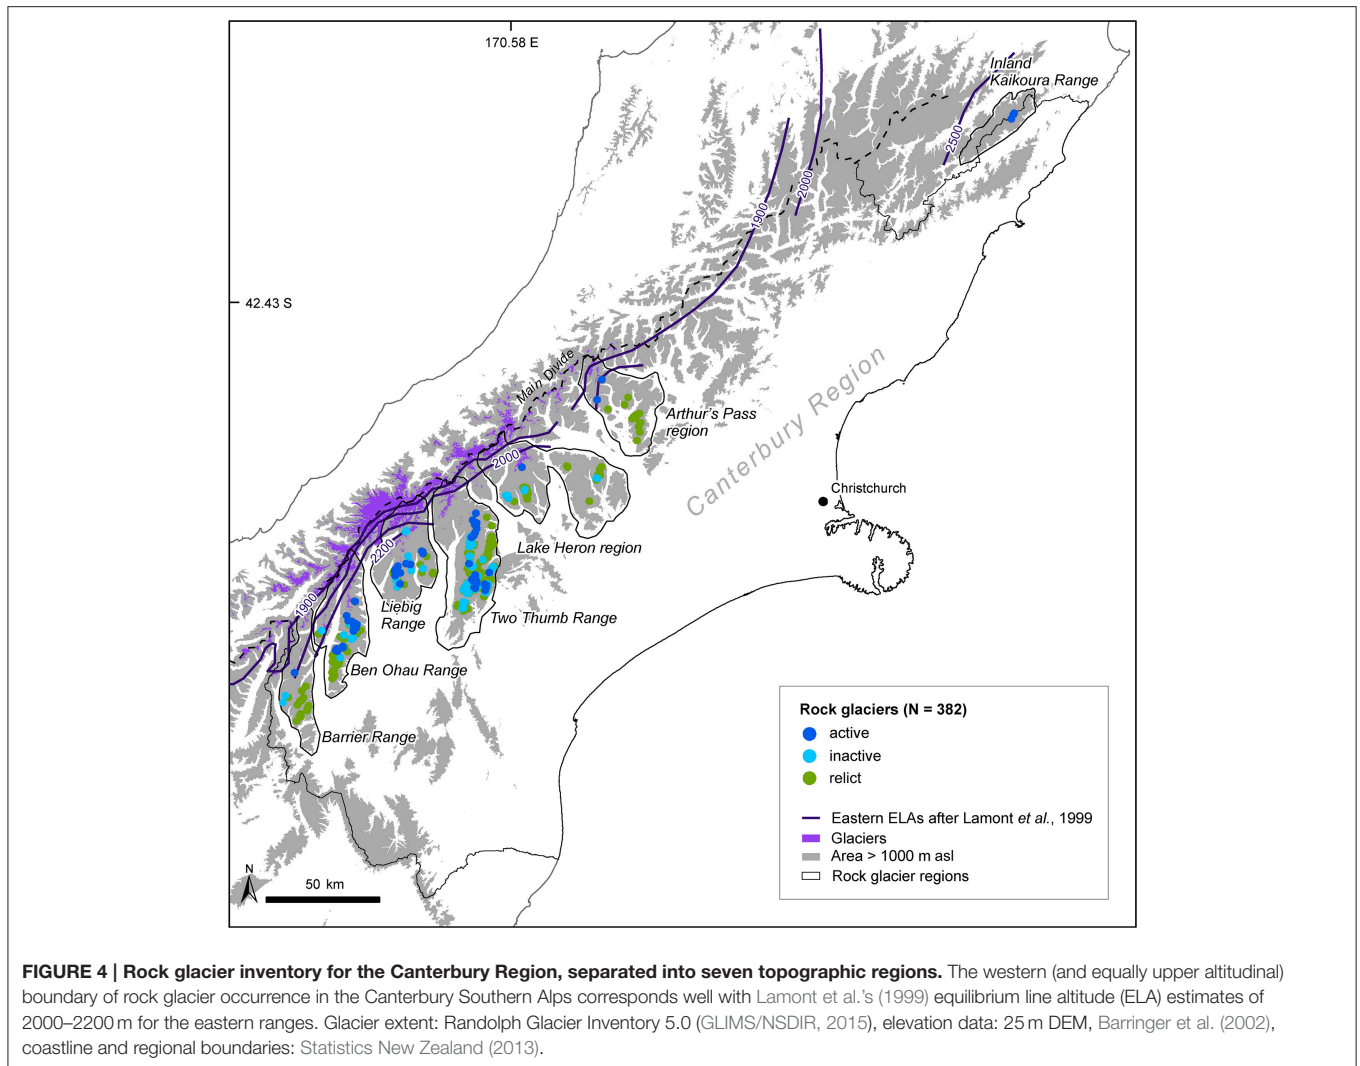 170.58 E
Inland
Kaikoura Range
2500
2000
1900
42.43 S
Main Divide
Arthur's Pass
region
Canterbury Region
2000
Christchurch
2200
Lake Heron region
1900
Liebig
Range
Two Thumb Range
Ben Ohau Range
Barrier Range
Rock glaciers (N = 382)
active
inactive
relict
Eastern ELAs after Lamont et al., 1999
Glaciers
Area > 1000 m asl
Rock glacier regions
N
50 km
FIGURE 4 | Rock glacier inventory for the Canterbury Region, separated into seven topographic regions. The western (and equally upper altitudinal)
boundary of rock glacier occurrence in the Canterbury Southern Alps corresponds well with Lamont et al.'s (1999) equilibrium line altitude (ELA) estimates of
2000–2200 m for the eastern ranges. Glacier extent: Randolph Glacier Inventory 5.0 (GLIMS/NSDIR, 2015), elevation data: 25 m DEM, Barringer et al. (2002),
coastline and regional boundaries: Statistics New Zealand (2013).